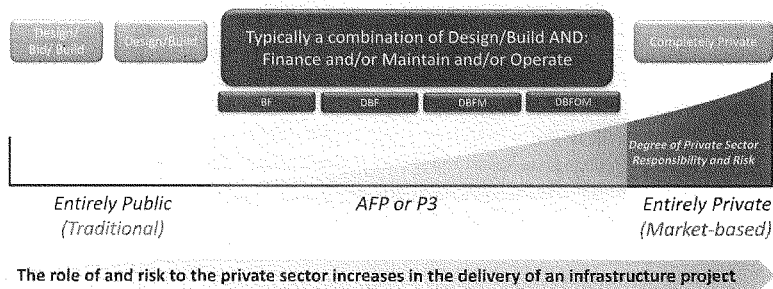 Design/
Bid/ Build
Design/Build
Typically a combination of Design/Build AND:
Finance and/or Maintain and/or Operate
Completely Private
BF
DBF
DBFM
DBFOM
Degree of Private Sector
Responsibility and Risk
Entirely Public
(Traditional)
AFP or P3
Entirely Private
(Market-based)
The role of and risk to the private sector increases in the delivery of an infrastructure project